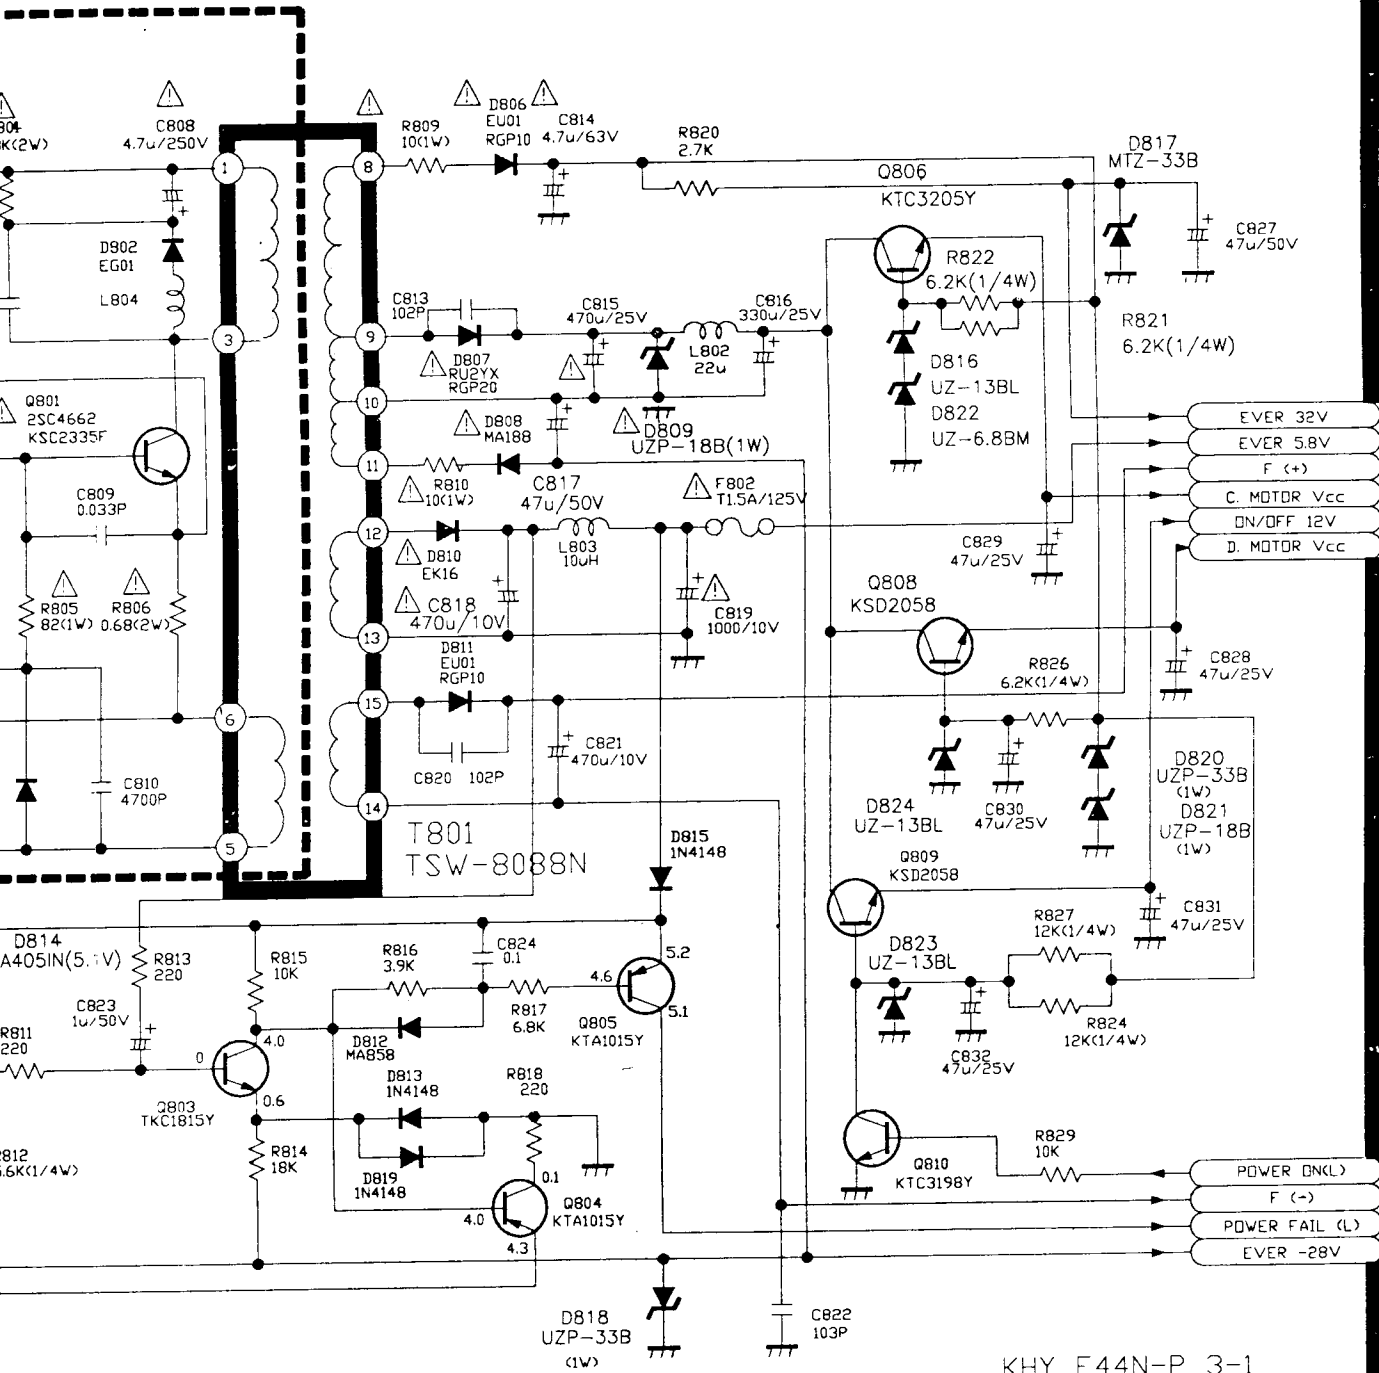 C808
4.7u/250V
K(2W)
D802
EG01
L804
R809
10(1W)
D806
EU01
RGP10
C814
4.7u/63V
R820
2.7K
Q806
KTC3205Y
D817
MTZ-33B
C827
47u/50V
R822
6.2K(1/4W)
R821
6.2K(1/4W)
C813
102P
C815
470u/25V
C816
330u/25V
L802
22u
D807
RU2YX
RGP20
D816
UZ-13BL
D822
UZ-6.8BM
Q801
2SC4662
KSC2335F
D808
MA188
D809
UZP-18B(1W)
R810
10(1W)
C817
47u/50V
F802
T1.5A/125V
C809
0.033P
L803
10uH
D810
EK16
C829
47u/25V
EVER 32V
EVER 5.8V
F (+)
C. MOTOR Vcc
ON/OFF 12V
D. MOTOR Vcc
R805
82(1W)
R806
0.68(2W)
C818
470u/10V
C819
1000/10V
Q808
KSD2058
D811
EU01
RGP10
R826
6.2K(1/4W)
C828
47u/25V
1
3
6
5
8
9
10
11
12
13
15
14
C821
470u/10V
C820 102P
C810
4700P
T801
TSW-8088N
D824
UZ-13BL
C830
47u/25V
D820
UZP-33B
(1W)
D821
UZP-18B
(1W)
D815
1N4148
Q809
KSD2058
C831
47u/25V
D814
A405IN(5.1V)
R813
220
R815
10K
R816
3.9K
C824
0.1
R827
12K(1/4W)
D823
UZ-13BL
R824
12K(1/4W)
C832
47u/25V
C823
1u/50V
R811
220
D812
MA858
R817
6.8K
4.6
5.2
5.1
Q805
KTA1015Y
0
4.0
0.6
Q803
TKC1815Y
D813
1N4148
R818
220
R814
18K
D819
1N4148
R812
6.6K(1/4W)
0.1
4.0
4.3
Q804
KTA1015Y
Q810
KTC3198Y
R829
10K
POWER ON(L)
F (-)
POWER FAIL (L)
EVER -28V
D818
UZP-33B
(1W)
C822
103P
KHY F44N-P 3-1